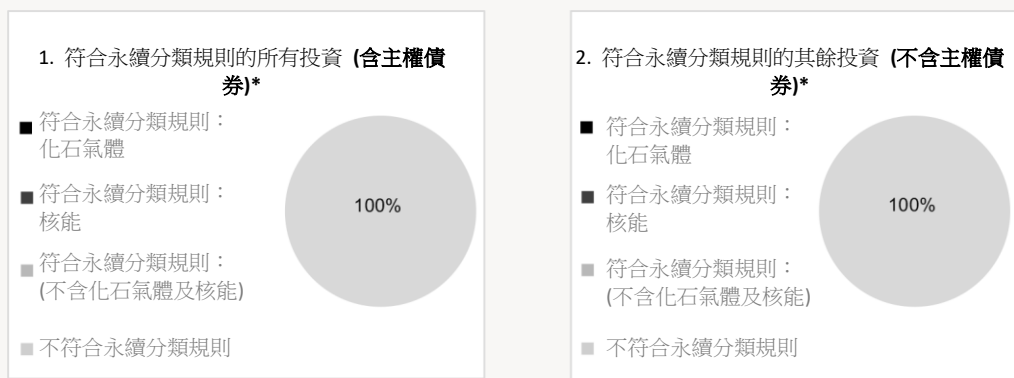 1. 符合永續分類規則的所有投資 (含主權債
券)*
符合永續分類規則：
化石氣體
符合永續分類規則：
核能
符合永續分類規則：
(不含化石氣體及核能)
不符合永續分類規則
100%
2. 符合永續分類規則的其餘投資 (不含主權債
券)*
符合永續分類規則：
化石氣體
符合永續分類規則：
核能
符合永續分類規則：
(不含化石氣體及核能)
不符合永續分類規則
100%